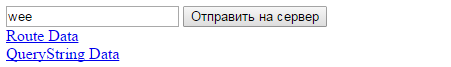 wee Отправить на сервер
Route Data
QueryString Data